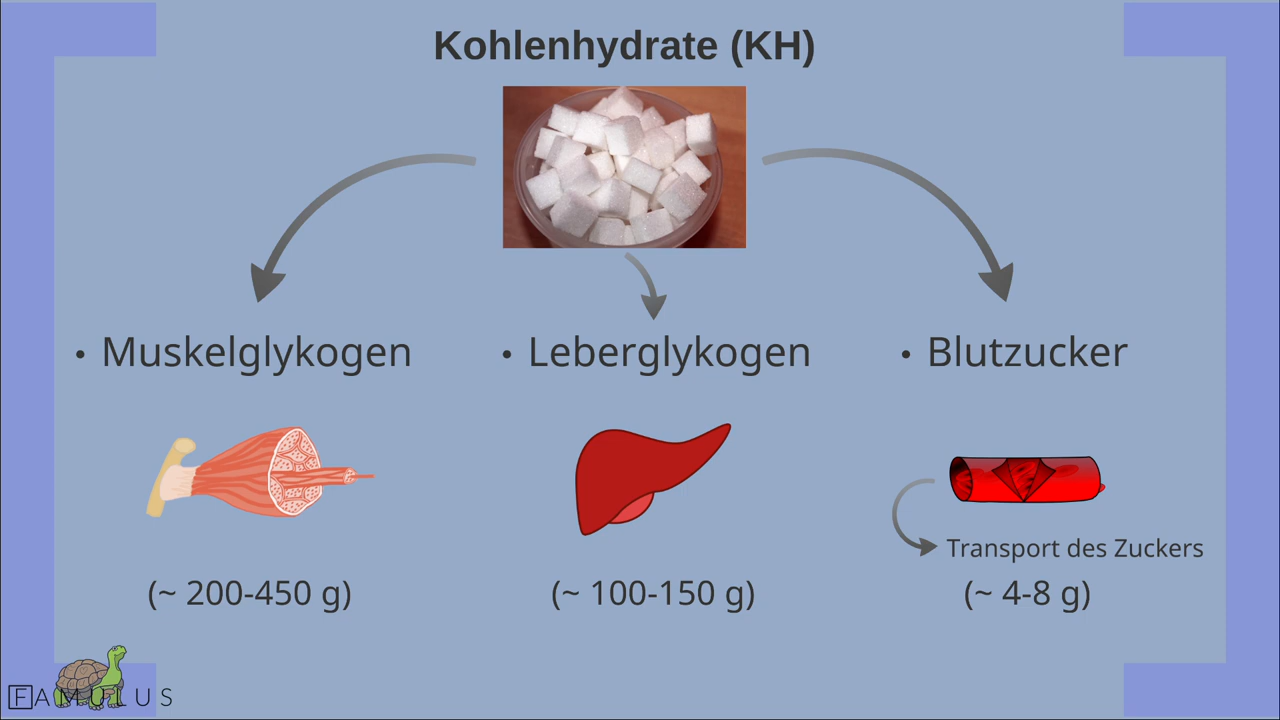 Kohlenhydrate (KH)
• Muskelglykogen
• Leberglykogen
• Blutzucker
Transport des Zuckers
(~ 200-450 g)
(~ 100-150 g)
(~ 4-8 g)
FAMULUS